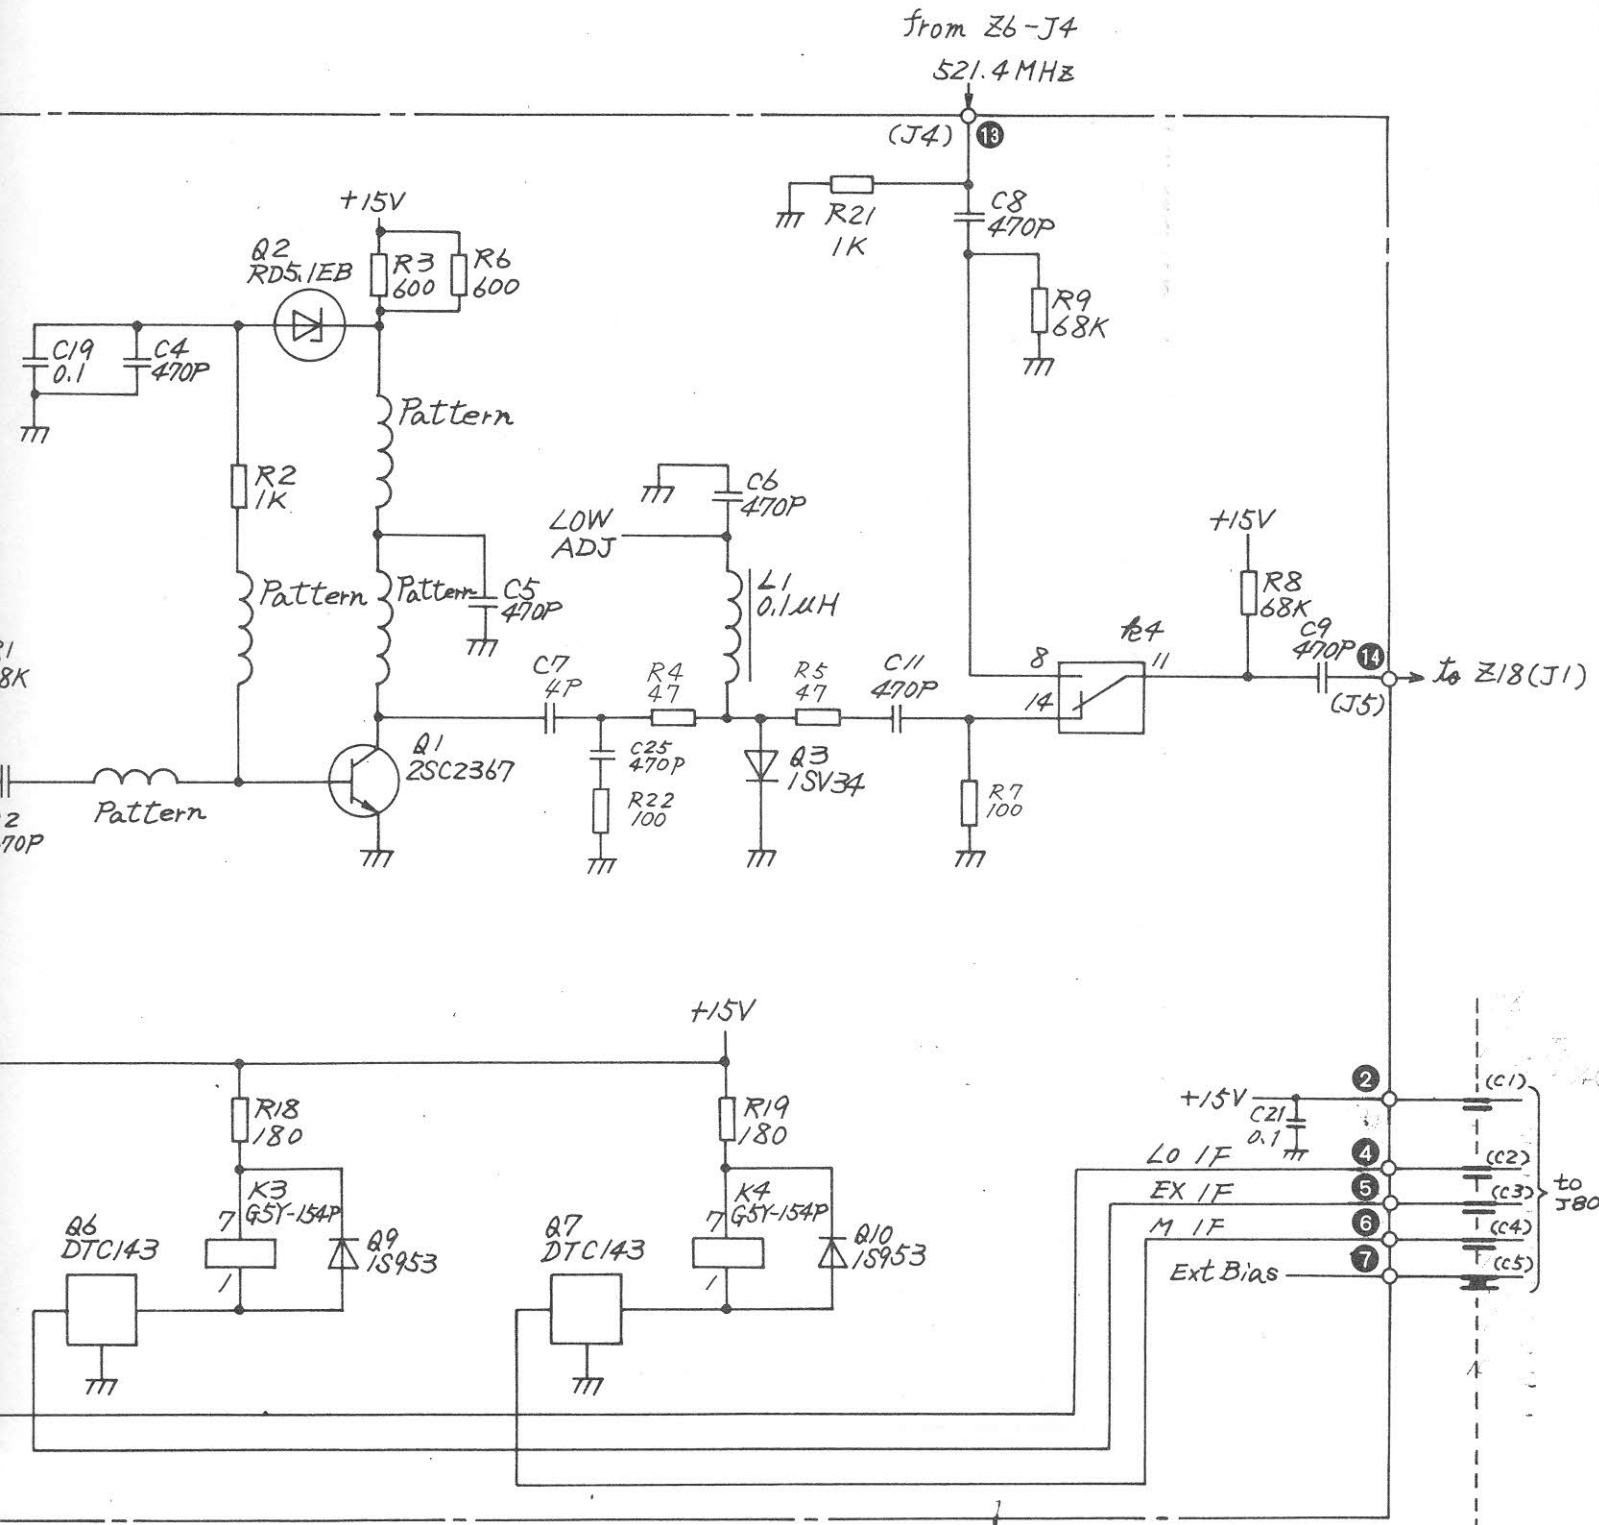 from Z6-J4
521.4MHz
(J4) 13
R21
1K
C8
470P
+15V
Q2
RD5.1EB
R3
600
R6
600
R9
68K
C19
0.1
C4
470P
Pattern
R2
1K
C6
470P
LOW
ADJ
+15V
Pattern
Pattern
C5
470P
L1
0.1μH
R8
68K
k4
C9
470P
14
8
11
14
to Z18(J1)
(J5)
8K
C7
4P
R4
47
R5
47
C11
470P
Q1
2SC2367
C25
470P
Q3
1SV34
R22
100
R7
100
Pattern
2
70P
+15V
R18
180
R19
180
2
(C1)
+15V
C21
0.1
4
LO IF
(C2)
5
EX IF
(C3)
to
J80
6
M IF
(C4)
7
Ext Bias
(C5)
K3
G5Y-154P
7
1
Q6
DTC143
Q9
1S953
K4
G5Y-154P
7
1
Q7
DTC143
Q10
1S953